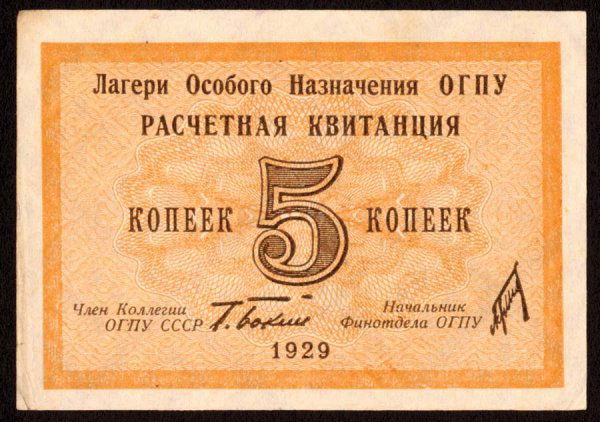 Лагери Особого Назначения ОГПУ
РАСЧЕТНАЯ КВИТАНЦИЯ
КОПЕЕК 5 КОПЕЕК
Член Коллегии
ОГПУ СССР Г. Бокий
Начальник
Финотдела ОГПУ
1929